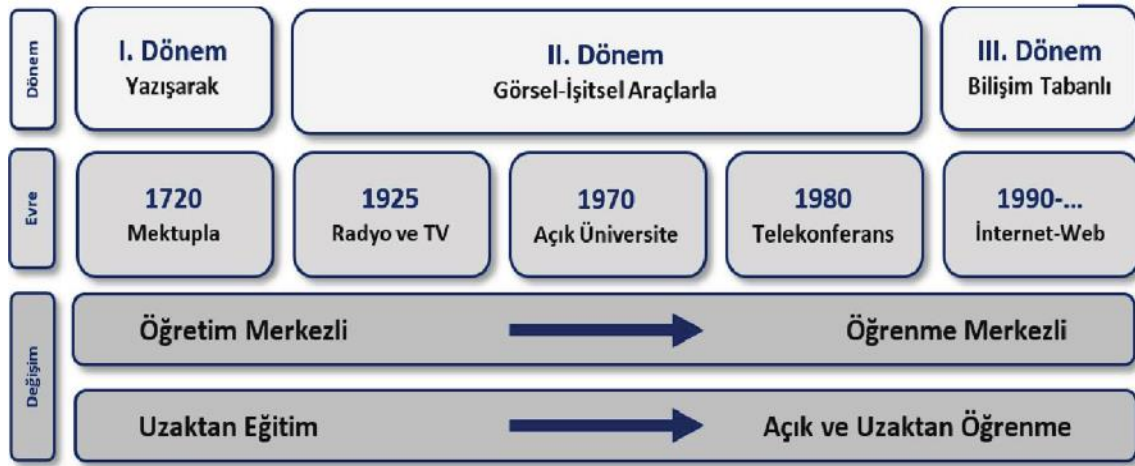 Dönem
I. Dönem
Yazışarak
II. Dönem
Görsel-İşitsel Araçlarla
III. Dönem
Bilişim Tabanlı
Evre
1720
Mektupla
1925
Radyo ve TV
1970
Açık Üniversite
1980
Telekonferans
1990-...
İnternet-Web
Değişim
Öğretim Merkezli
Öğrenme Merkezli
Uzaktan Eğitim
Açık ve Uzaktan Öğrenme